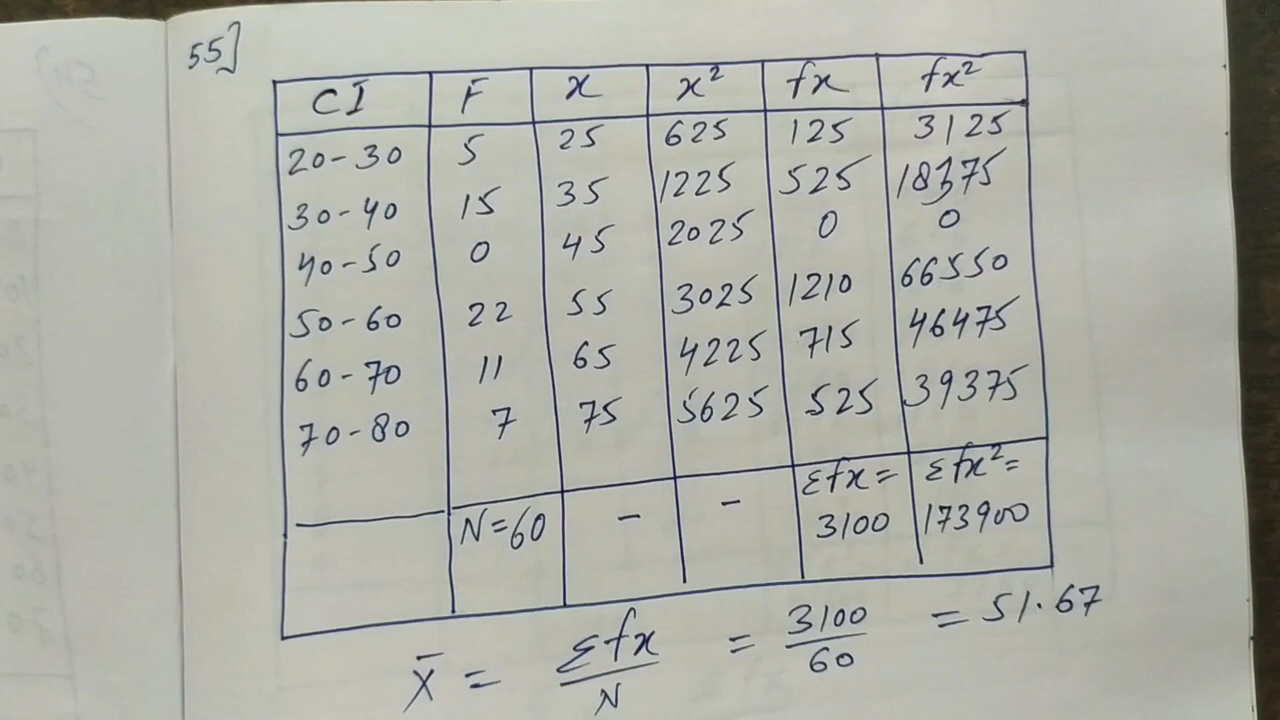 55]
CI F x x² fx fx²
20-30 5 25 625 125 3125
30-40 15 35 1225 525 18375
40-50 0 45 2025 0 0
50-60 22 55 3025 1210 66550
60-70 11 65 4225 715 46475
70-80 7 75 5625 525 39375
N=60 - - Σfx= 3100 Σfx²= 173900
x̄ = Σfx/N = 3100/60 = 51.67